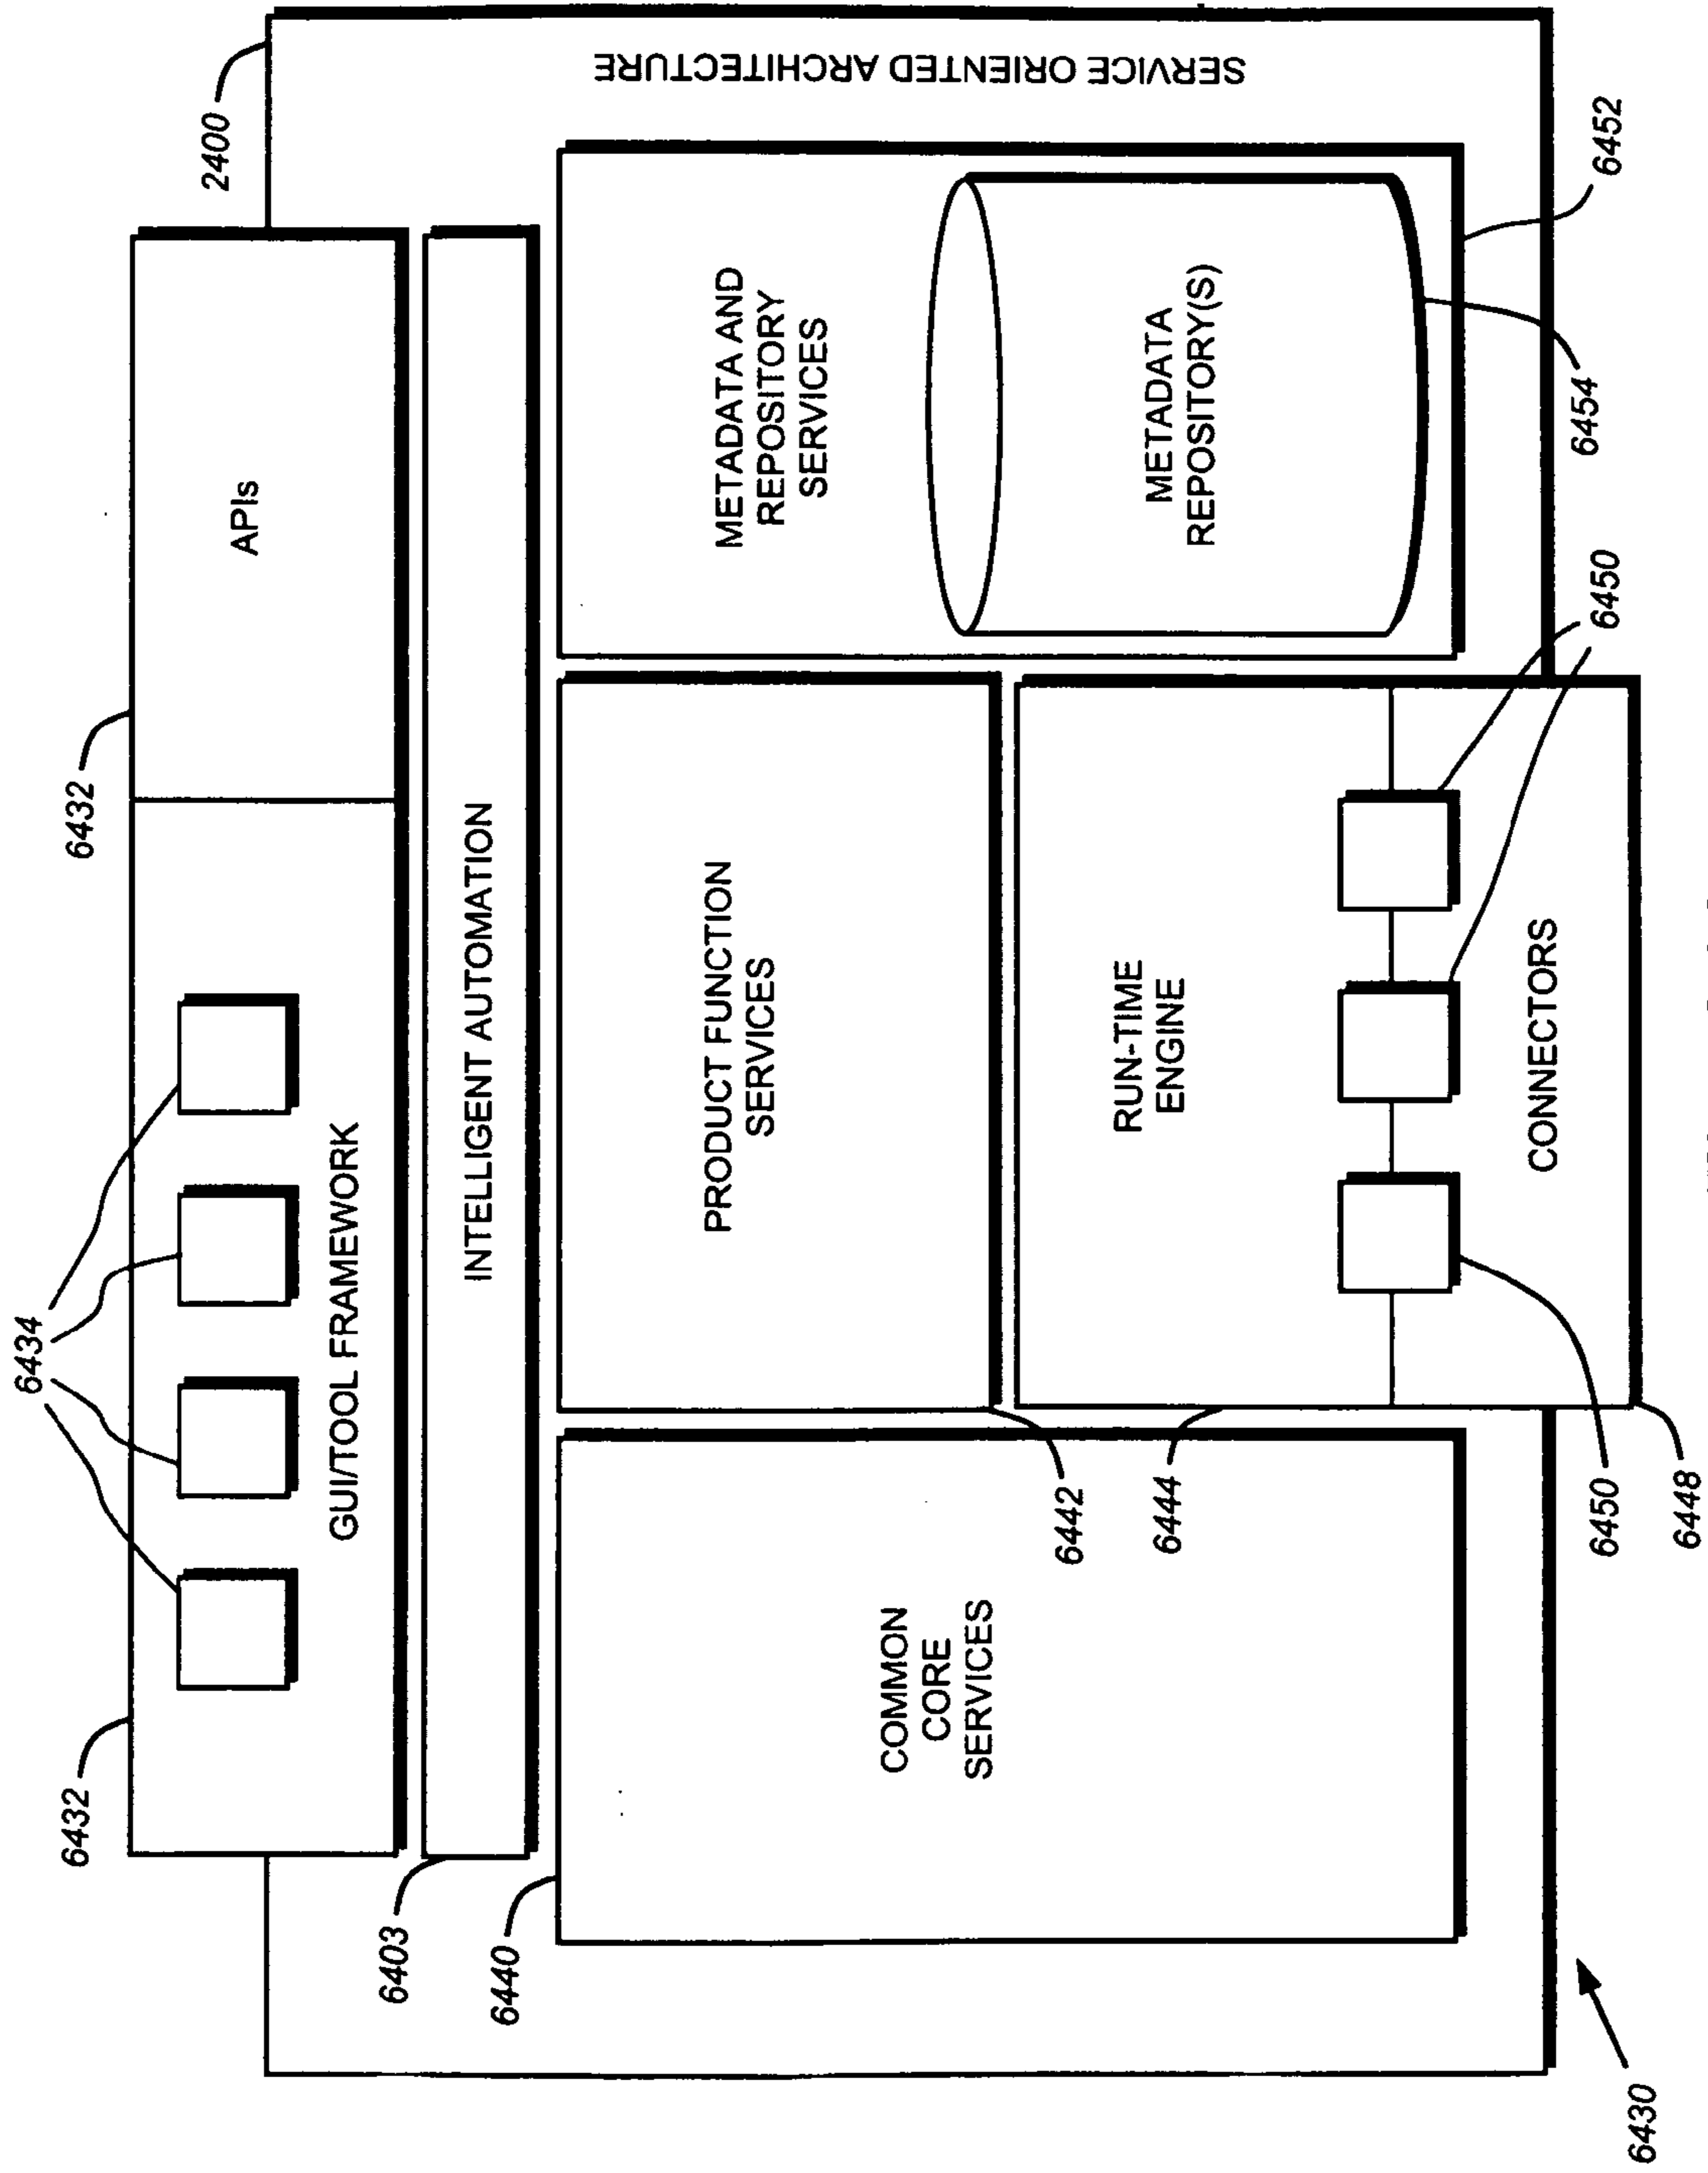 2400
6432
6434
6432
APIs
GUI/TOOL FRAMEWORK
6403
INTELLIGENT AUTOMATION
SERVICE ORIENTED ARCHITECTURE
6440
COMMON
CORE
SERVICES
PRODUCT FUNCTION
SERVICES
6442
METADATA AND
REPOSITORY
SERVICES
METADATA
REPOSITORY(S)
6444
RUN-TIME
ENGINE
CONNECTORS
6450
6448
6450
6454
6452
6430